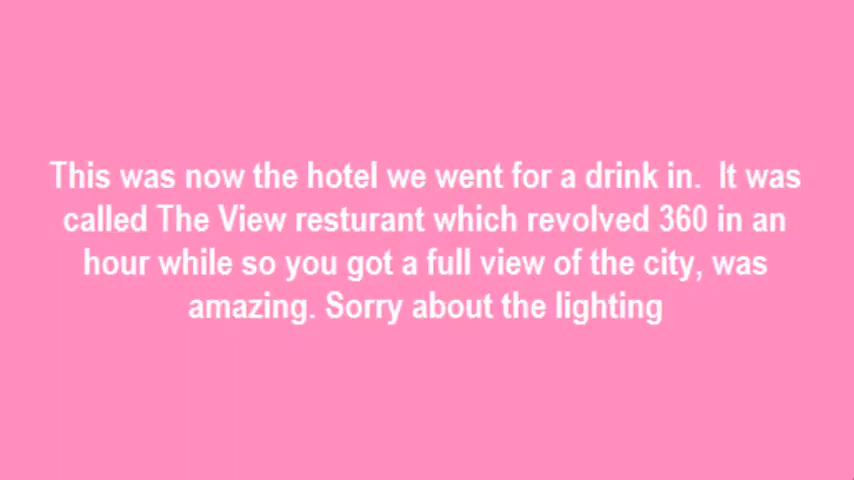 This was now the hotel we went for a drink in.  It was
called The View resturant which revolved 360 in an
hour while so you got a full view of the city, was
amazing. Sorry about the lighting